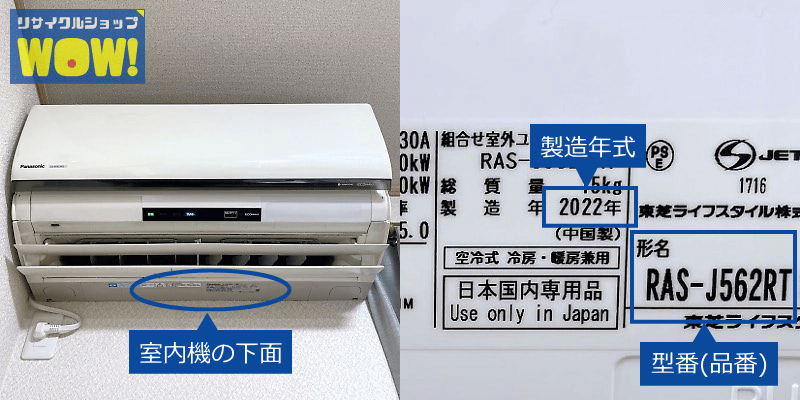 リサイクルショップ
WOW!
Panasonic
室内機の下面
30A
組合せ室外ユ
製造年式
0kW
RAS-
0kW
総質量
15kg
製造年
2022年
5.0
(中国製)
空冷式 冷房・暖房兼用
日本国内専用品
Use only in Japan
PS
E
JET
1716
東芝ライフスタイル株式
形名
RAS-J562RT
東芝ライフス
型番(品番)